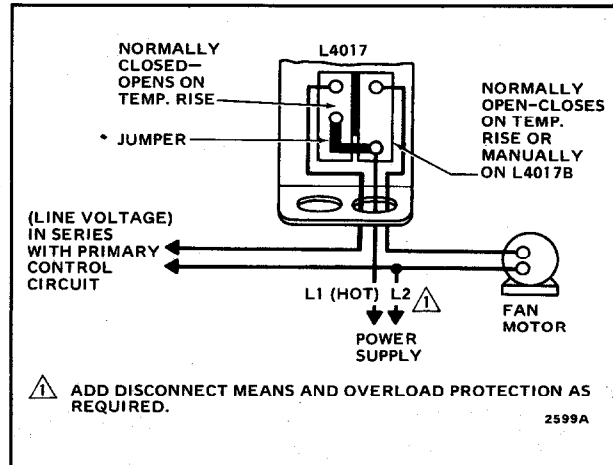 L4017
NORMALLY
CLOSED—
OPENS ON
TEMP. RISE
* JUMPER
NORMALLY
OPEN-CLOSES
ON TEMP.
RISE OR
MANUALLY
ON L4017B
(LINE VOLTAGE)
IN SERIES
WITH PRIMARY
CONTROL
CIRCUIT
L1 (HOT) L2 1
POWER
SUPPLY
FAN
MOTOR
1 ADD DISCONNECT MEANS AND OVERLOAD PROTECTION AS
REQUIRED.
2599A